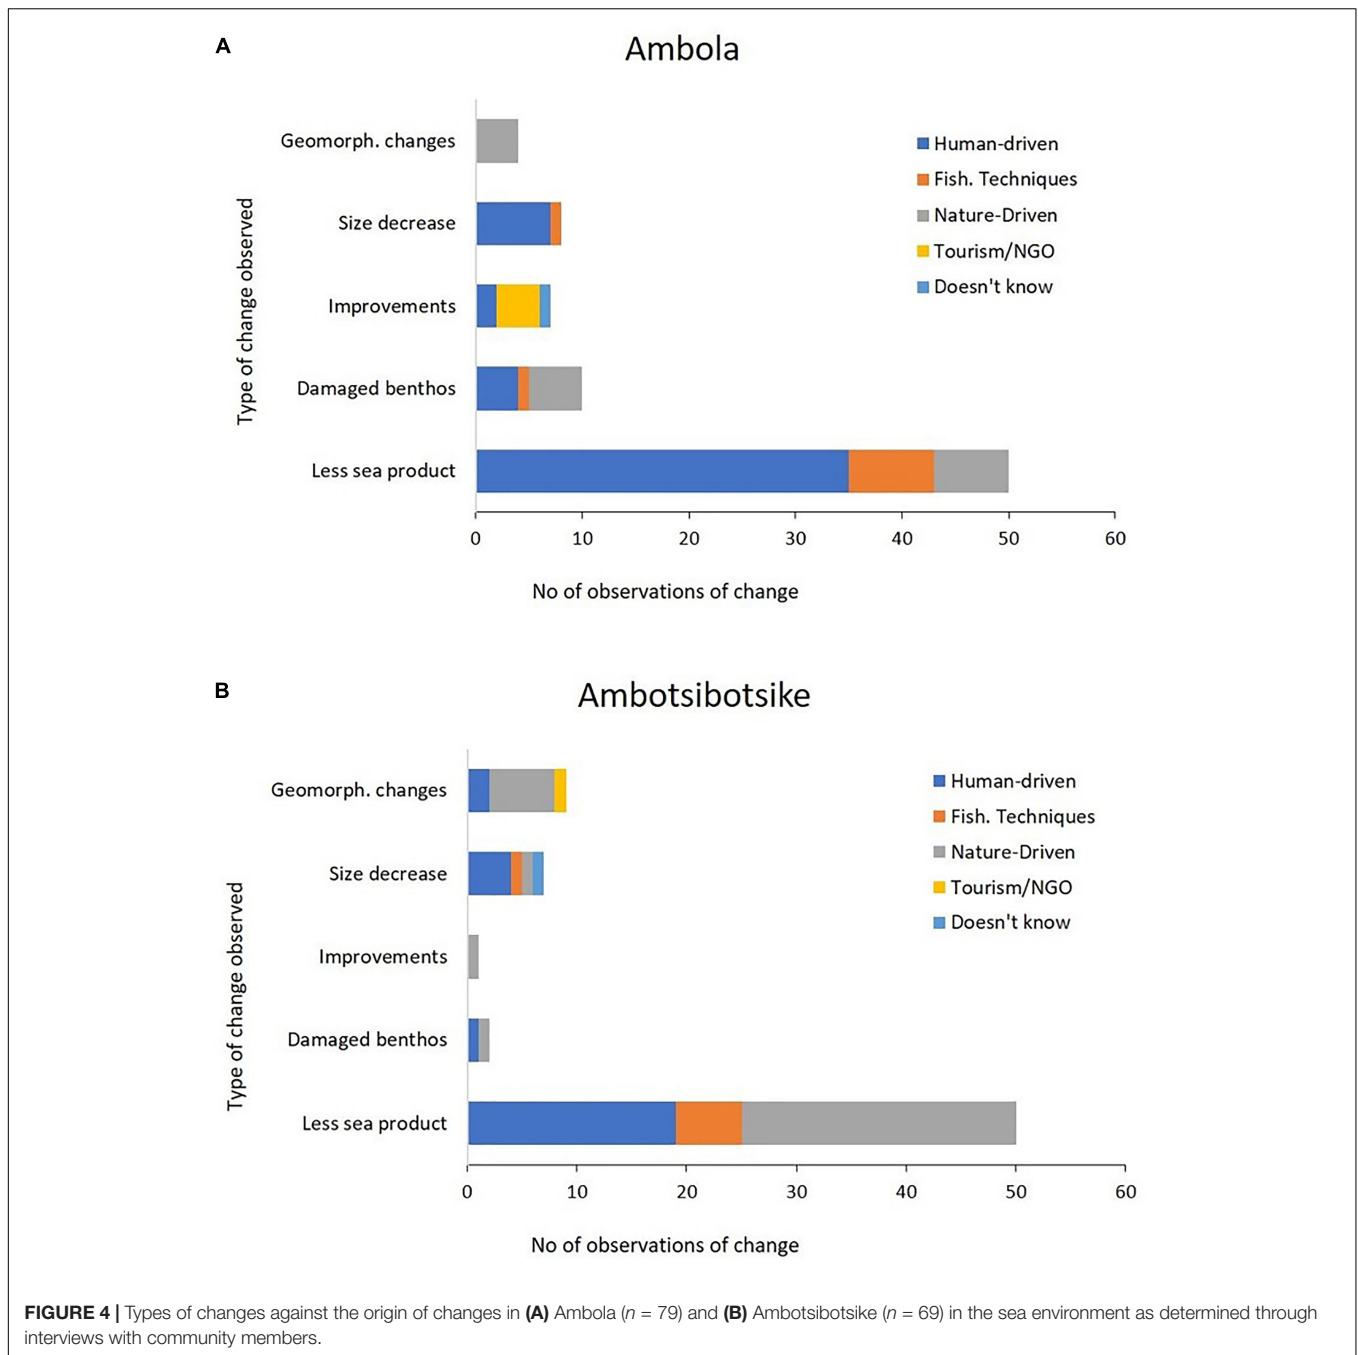 A
Ambola
Geomorph. changes
Size decrease
Improvements
Damaged benthos
Less sea product
Type of change observed
Human-driven
Fish. Techniques
Nature-Driven
Tourism/NGO
Doesn't know
0 10 20 30 40 50 60
No of observations of change
B
Ambotsibotsike
Geomorph. changes
Size decrease
Improvements
Damaged benthos
Less sea product
Type of change observed
Human-driven
Fish. Techniques
Nature-Driven
Tourism/NGO
Doesn't know
0 10 20 30 40 50 60
No of observations of change
FIGURE 4 | Types of changes against the origin of changes in (A) Ambola (n = 79) and (B) Ambotsibotsike (n = 69) in the sea environment as determined through
interviews with community members.